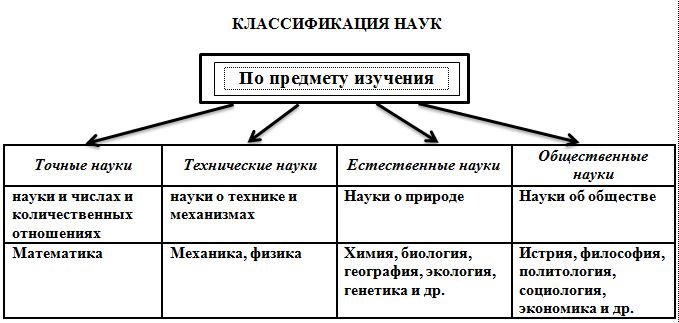 КЛАССИФИКАЦИЯ НАУК
По предмету изучения
Точные науки
Технические науки
Естественные науки
Общественные
науки
науки и числах и
количественных
отношениях
науки о технике и
механизмах
Науки о природе
Науки об обществе
Математика
Механика, физика
Химия, биология,
география, экология,
генетика и др.
Истрия, философия,
политология,
социология,
экономика и др.